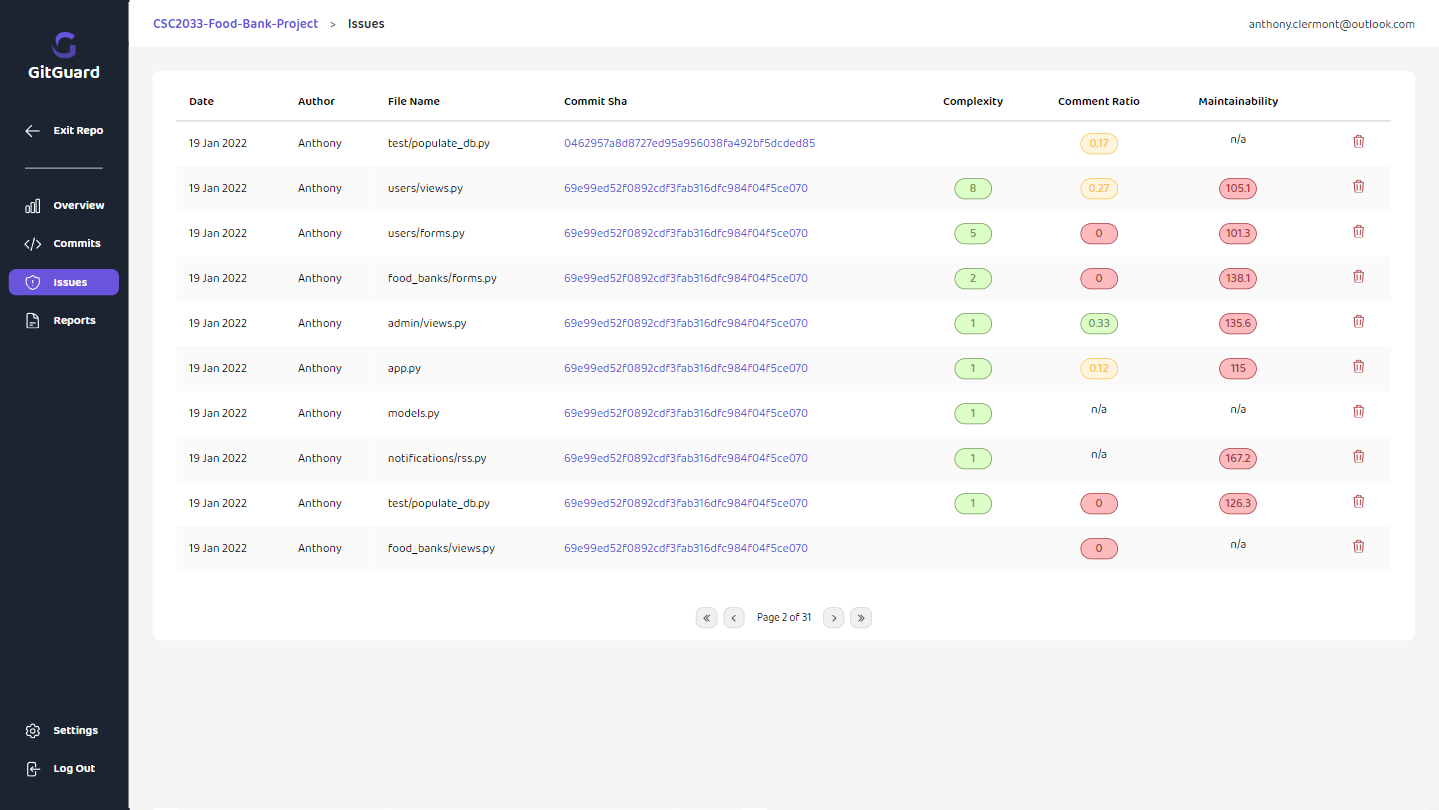 CSC2033-Food-Bank-Project > Issues
anthony.clermont@outlook.com
GitGuard
Exit Repo
Overview
Commits
Issues
Reports
Settings
Log Out
Date Author File Name Commit Sha Complexity Comment Ratio Maintainability
19 Jan 2022 Anthony test/populate_db.py 0462957a8d8727ed95a956038fa492bf5dcded85 0.17 n/a
19 Jan 2022 Anthony users/views.py 69e99ed52f0892cdf3fab316dfc984f04f5ce070 8 0.27 105.1
19 Jan 2022 Anthony users/forms.py 69e99ed52f0892cdf3fab316dfc984f04f5ce070 5 0 101.3
19 Jan 2022 Anthony food_banks/forms.py 69e99ed52f0892cdf3fab316dfc984f04f5ce070 2 0 138.1
19 Jan 2022 Anthony admin/views.py 69e99ed52f0892cdf3fab316dfc984f04f5ce070 1 0.33 135.6
19 Jan 2022 Anthony app.py 69e99ed52f0892cdf3fab316dfc984f04f5ce070 1 0.12 115
19 Jan 2022 Anthony models.py 69e99ed52f0892cdf3fab316dfc984f04f5ce070 1 n/a n/a
19 Jan 2022 Anthony notifications/rss.py 69e99ed52f0892cdf3fab316dfc984f04f5ce070 1 n/a 167.2
19 Jan 2022 Anthony test/populate_db.py 69e99ed52f0892cdf3fab316dfc984f04f5ce070 1 0 126.3
19 Jan 2022 Anthony food_banks/views.py 69e99ed52f0892cdf3fab316dfc984f04f5ce070 0 n/a
« ‹ Page 2 of 31 › »